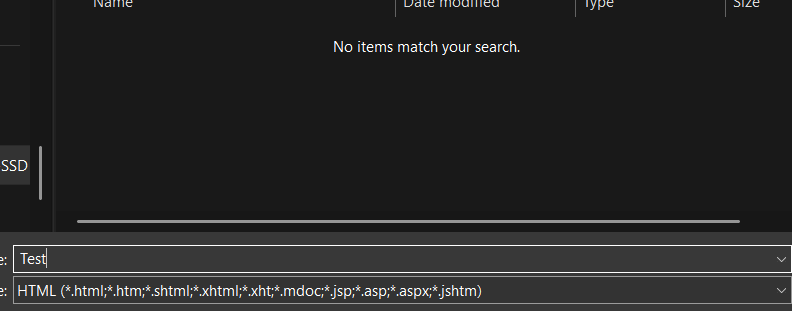 Name Date modified Type Size
No items match your search.
SSD
e: Test
e: HTML (*.html;*.htm;*.shtml;*.xhtml;*.xht;*.mdoc;*.jsp;*.asp;*.aspx;*.jshtm)